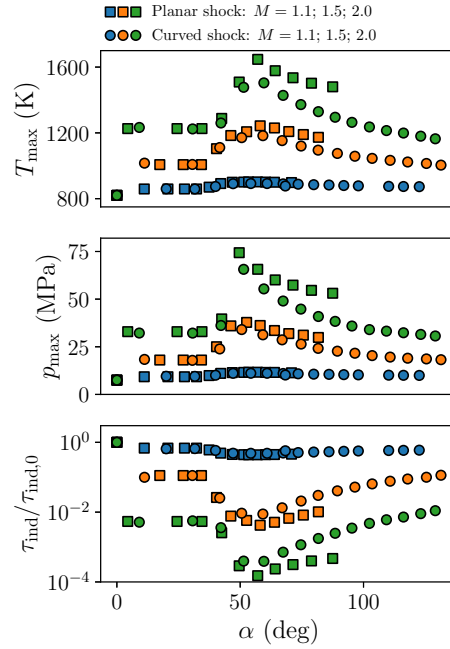 Planar shock: M = 1.1; 1.5; 2.0
Curved shock: M = 1.1; 1.5; 2.0
1600
1200
800
T_max (K)
75
50
25
0
p_max (MPa)
10^0
10^{-2}
10^{-4}
τ_ind/τ_ind,0
0 50 100
α (deg)